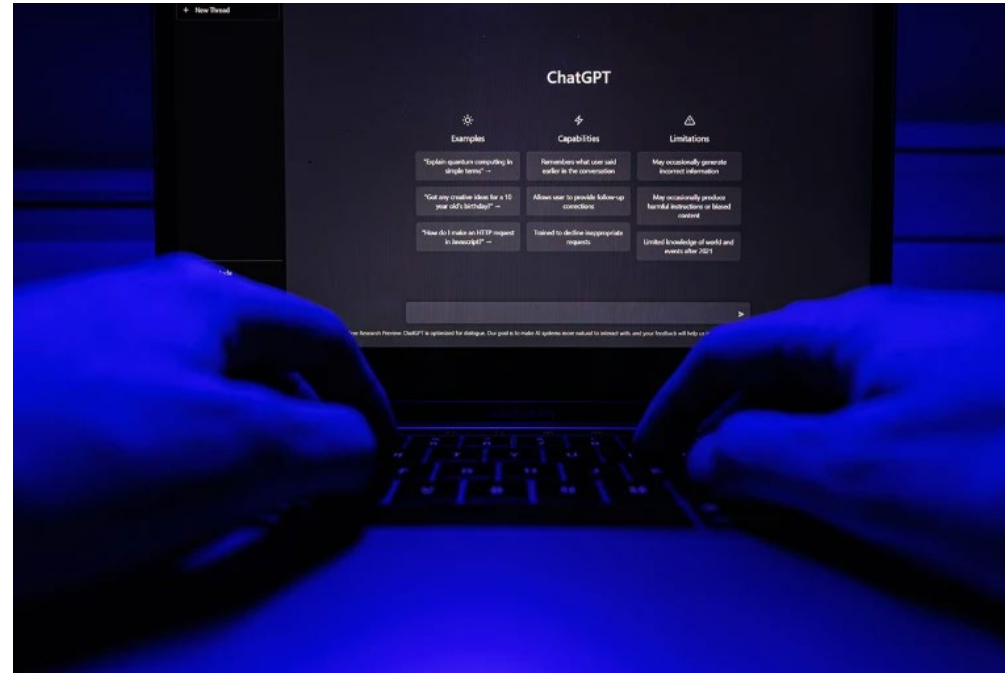 + New Thread
ChatGPT
Examples
"Explain quantum computing in
simple terms" →
"Got any creative ideas for a 10
year old's birthday?" →
"How do I make an HTTP request
in Javascript?" →
Capabilities
Remembers what user said
earlier in the conversation
Allows user to provide follow-up
corrections
Trained to decline inappropriate
requests
Limitations
May occasionally generate
incorrect information
May occasionally produce
harmful instructions or biased
content
Limited knowledge of world and
events after 2021
Research Preview: ChatGPT is optimized for dialogue. Our goal is to make AI systems more natural to interact with, and your feedback will help us